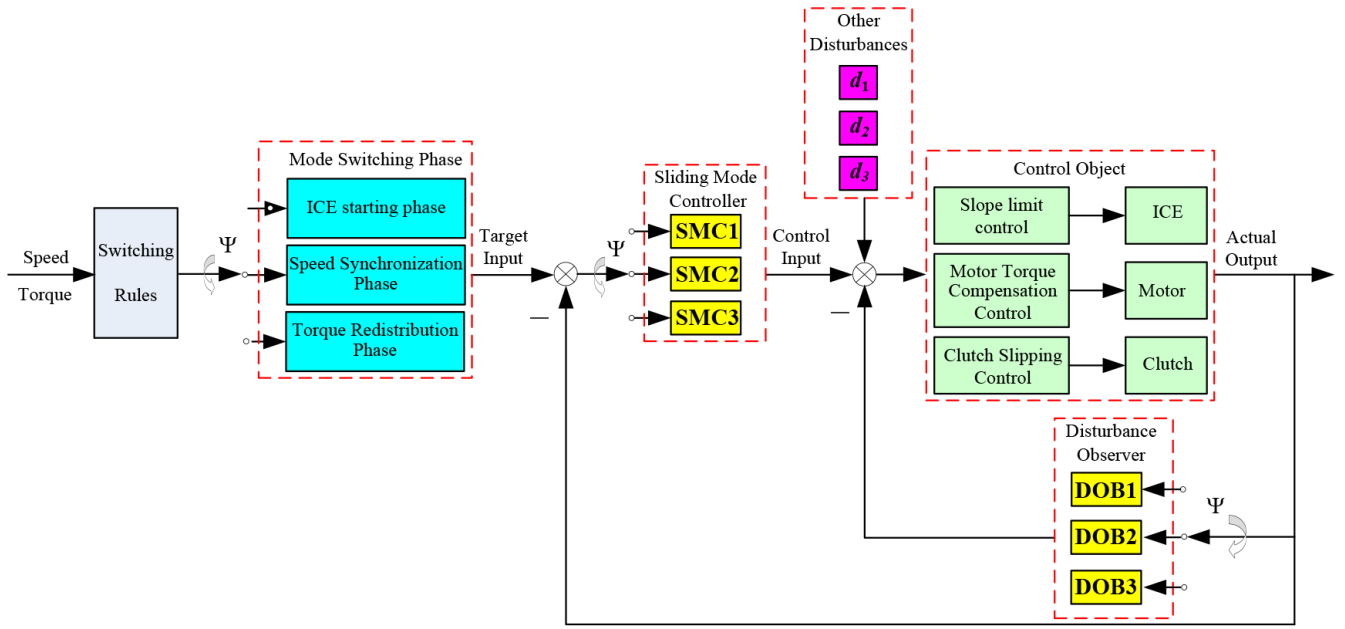 Speed
Torque
Switching
Rules
Ψ
Mode Switching Phase
ICE starting phase
Speed Synchronization
Phase
Torque Redistribution
Phase
Target
Input
—
Ψ
Sliding Mode
Controller
SMC1
SMC2
SMC3
Control
Input
Other
Disturbances
d1
d2
d3
—
Control Object
Slope limit
control
ICE
Motor Torque
Compensation
Control
Motor
Clutch Slipping
Control
Clutch
Actual
Output
Disturbance
Observer
DOB1
DOB2
DOB3
Ψ